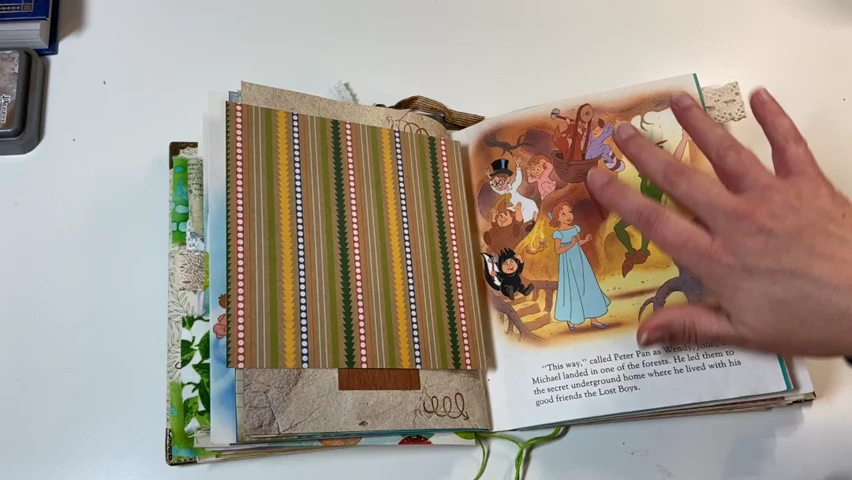 "This way," called Peter Pan as Wendy, John,
Michael landed in one of the forests. He led them to
the secret underground home where he lived with his
good friends the Lost Boys.